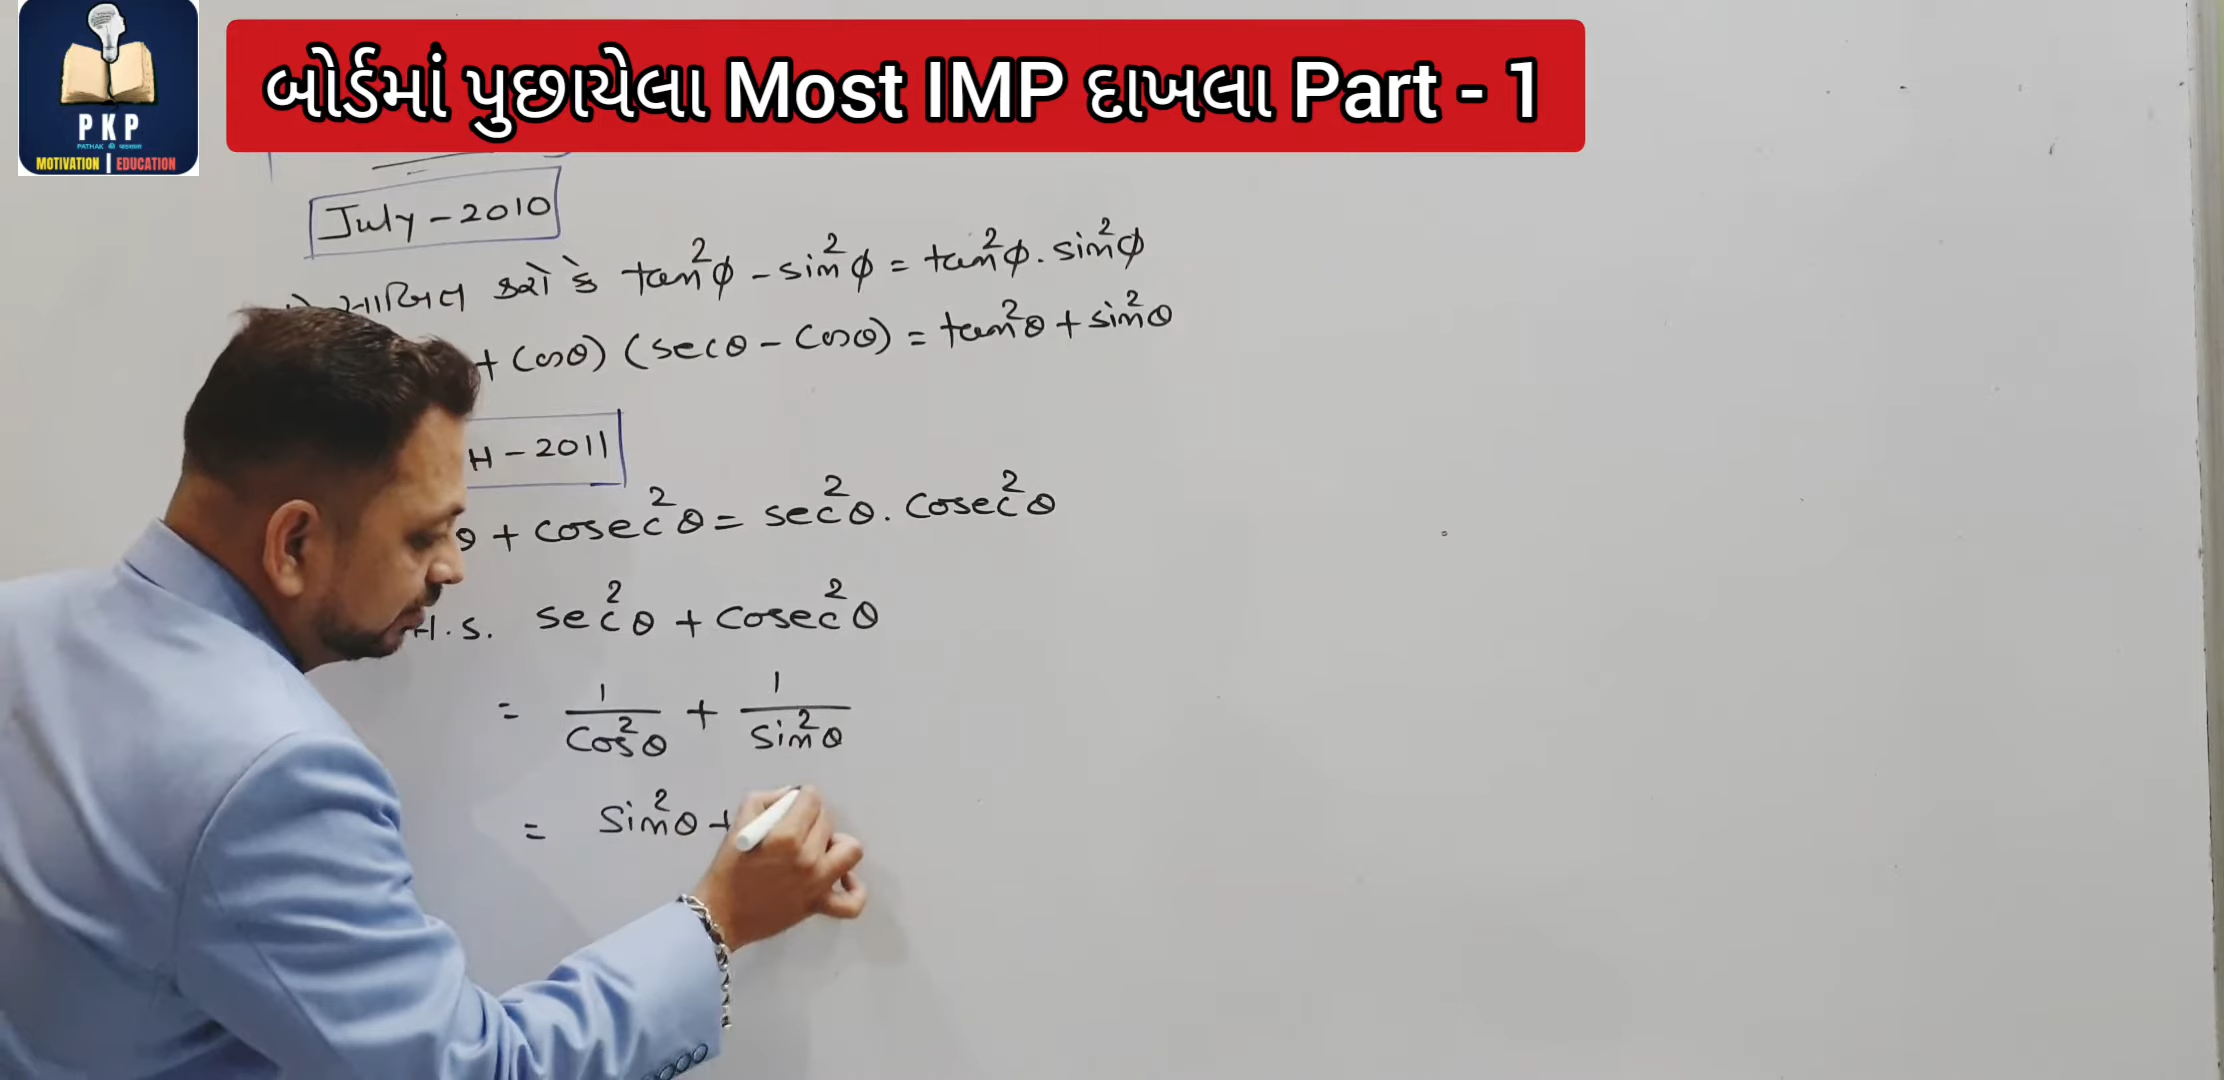 PKP
PATHAK की पाठशाला
MOTIVATION | EDUCATION
બોર્ડમાં પુછાયેલા Most IMP દાખલા Part - 1
July - 2010
સાબિત કરો કે tan²φ - sin²φ = tan²φ . sin²φ
+ cosθ) (secθ - cosθ) = tan²θ + sin²θ
H - 2011
θ + cosec²θ = sec²θ . cosec²θ
H.S. sec²θ + cosec²θ
= 1/cos²θ + 1/sin²θ
= sin²θ +